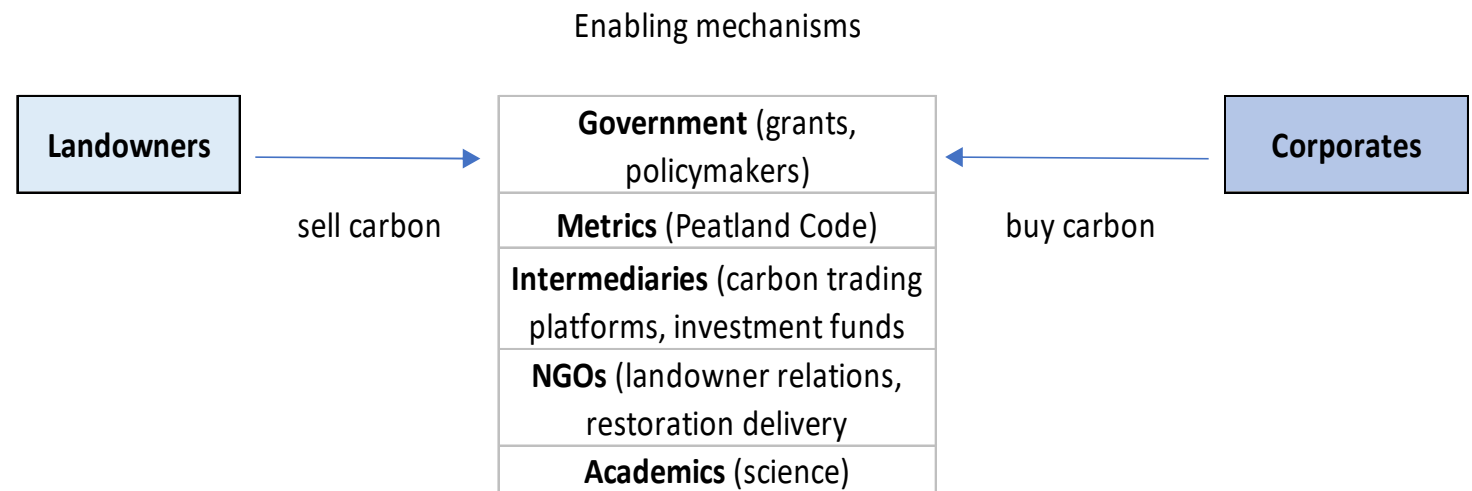 Enabling mechanisms
Landowners
sell carbon
Government (grants,
policymakers)
Metrics (Peatland Code)
Intermediaries (carbon trading
platforms, investment funds
NGOs (landowner relations,
restoration delivery
Academics (science)
Corporates
buy carbon